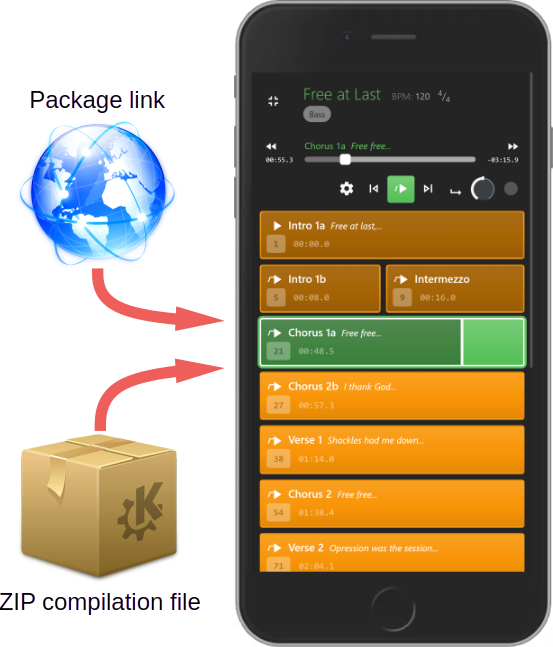 Package link
ZIP compilation file
Free at Last BPM: 120 4/4
Bass
Chorus 1a Free free...
00:55.3 -03:15.9
Intro 1a Free at last,...
1 00:00.0
Intro 1b
5 00:08.0
Intermezzo
9 00:16.0
Chorus 1a Free free...
21 00:48.5
Chorus 2b I thank God...
27 00:57.3
Verse 1 Shackles had me down...
38 01:14.0
Chorus 2 Free free...
54 01:38.4
Verse 2 Opression was the session...
71 02:04.1